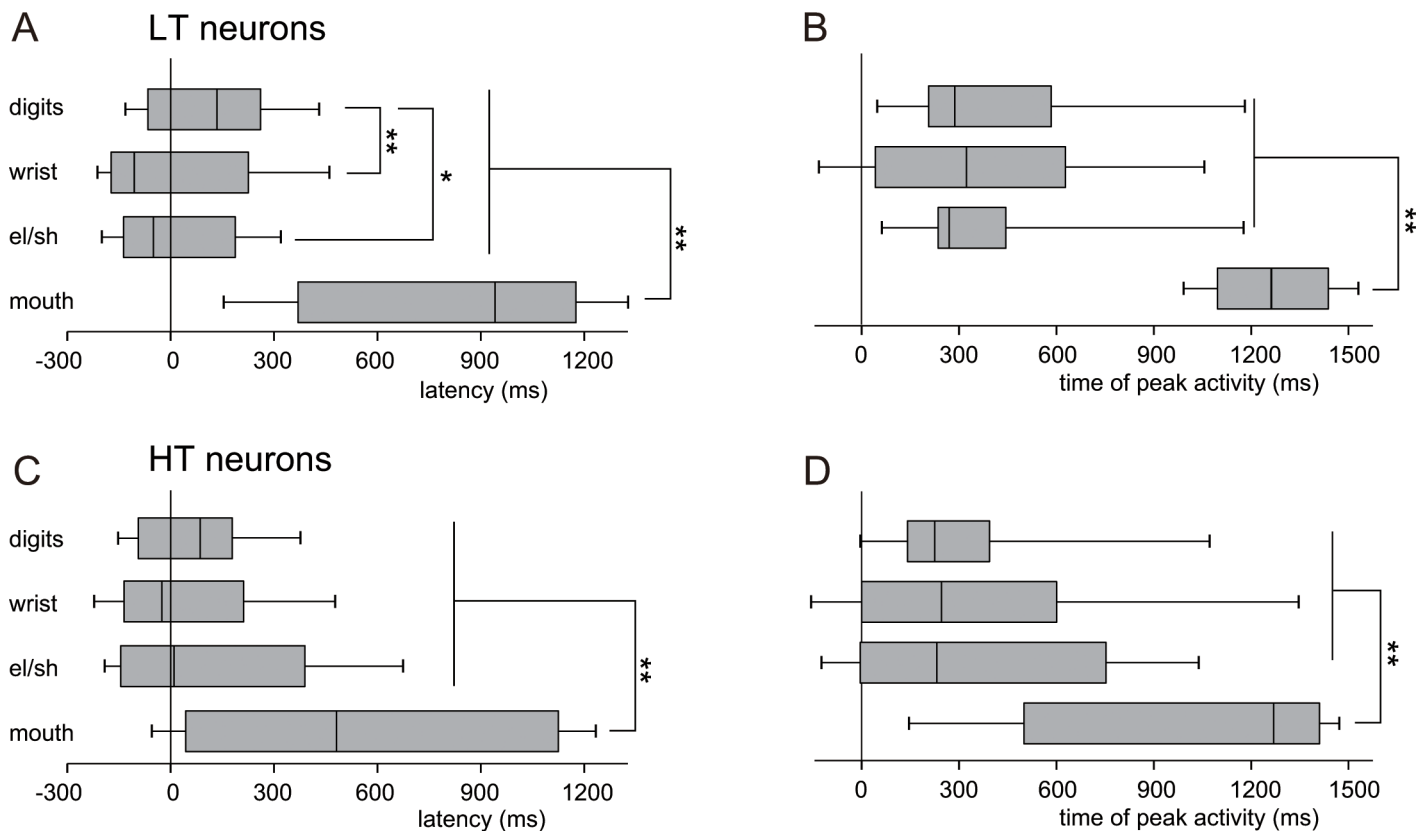 A
LT neurons
digits
wrist
el/sh
mouth
**
*
**
-300 0 300 600 900 1200
latency (ms)
B
**
0 300 600 900 1200 1500
time of peak activity (ms)
C
HT neurons
digits
wrist
el/sh
mouth
**
-300 0 300 600 900 1200
latency (ms)
D
**
0 300 600 900 1200 1500
time of peak activity (ms)